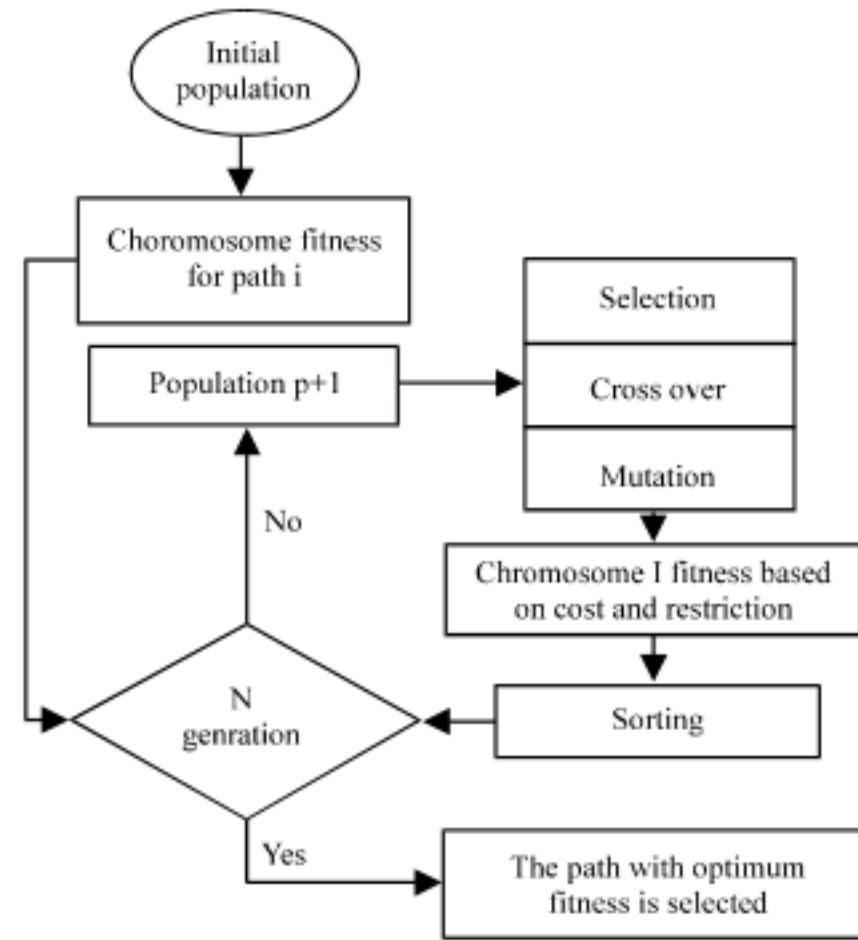 Initial
population
Choromosome fitness
for path i
Population p+1
Selection
Cross over
Mutation
No
Chromosome I fitness based
on cost and restriction
Sorting
N
genration
Yes
The path with optimum
fitness is selected